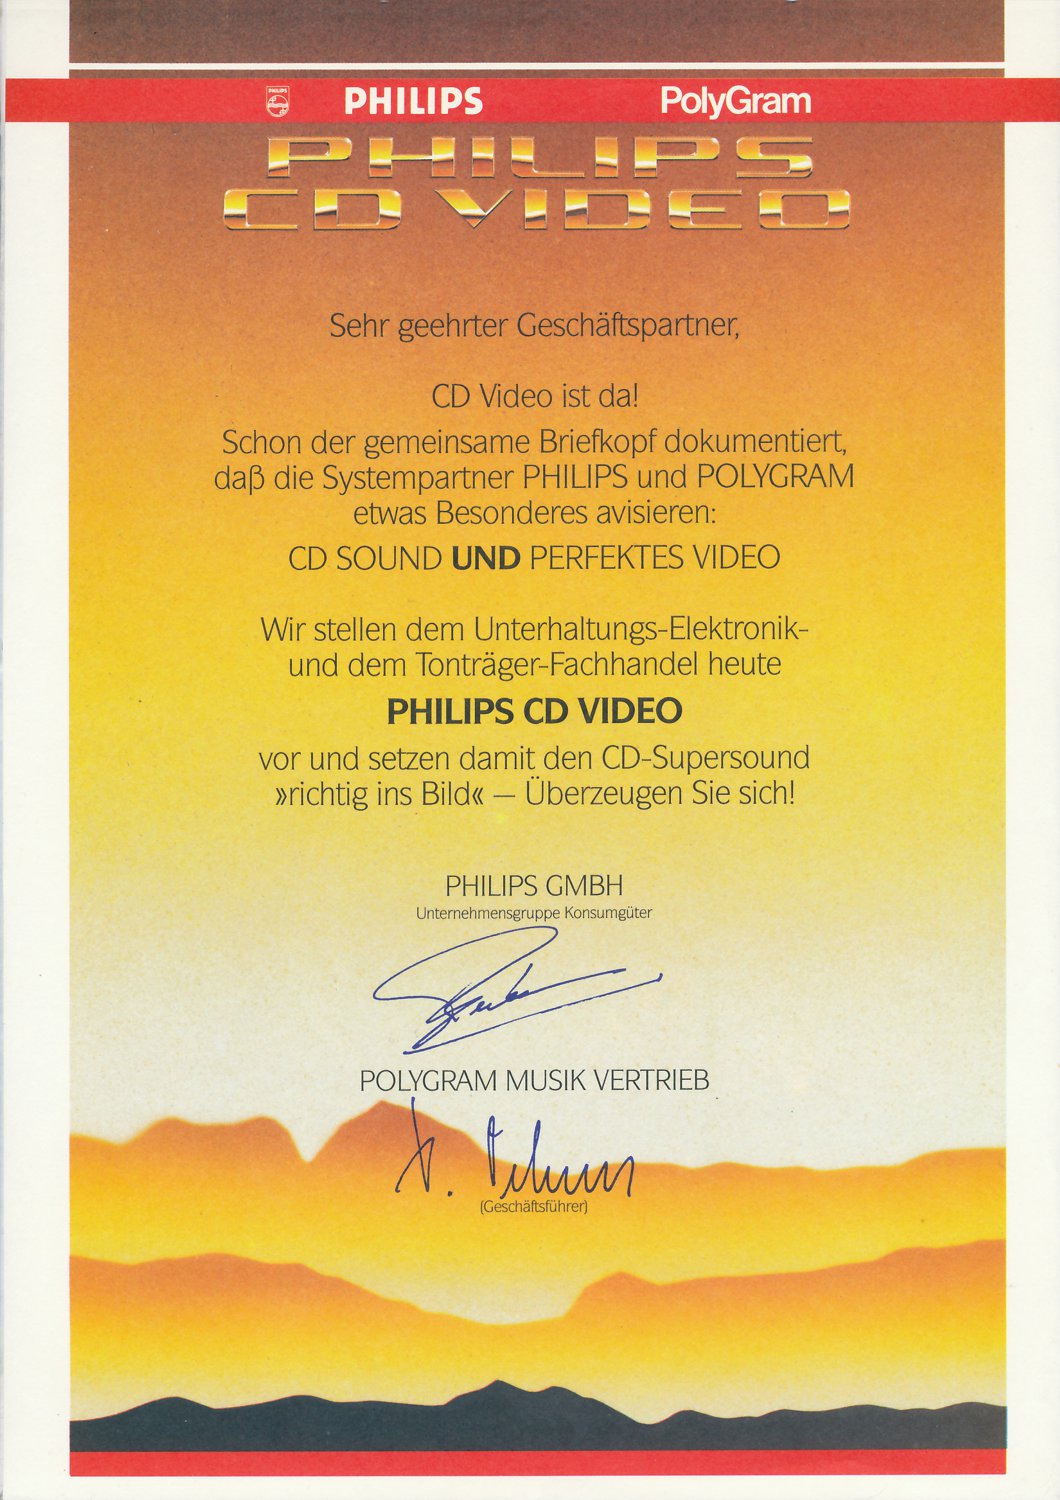 PHILIPS
PHILIPS PolyGram
PHILIPS
CD VIDEO
Sehr geehrter Geschäftspartner,
CD Video ist da!
Schon der gemeinsame Briefkopf dokumentiert,
daß die Systempartner PHILIPS und POLYGRAM
etwas Besonderes avisieren:
CD SOUND UND PERFEKTES VIDEO
Wir stellen dem Unterhaltungs-Elektronik-
und dem Tonträger-Fachhandel heute
PHILIPS CD VIDEO
vor und setzen damit den CD-Supersound
»richtig ins Bild« — Überzeugen Sie sich!
PHILIPS GMBH
Unternehmensgruppe Konsumgüter
POLYGRAM MUSIK VERTRIEB
(Geschäftsführer)